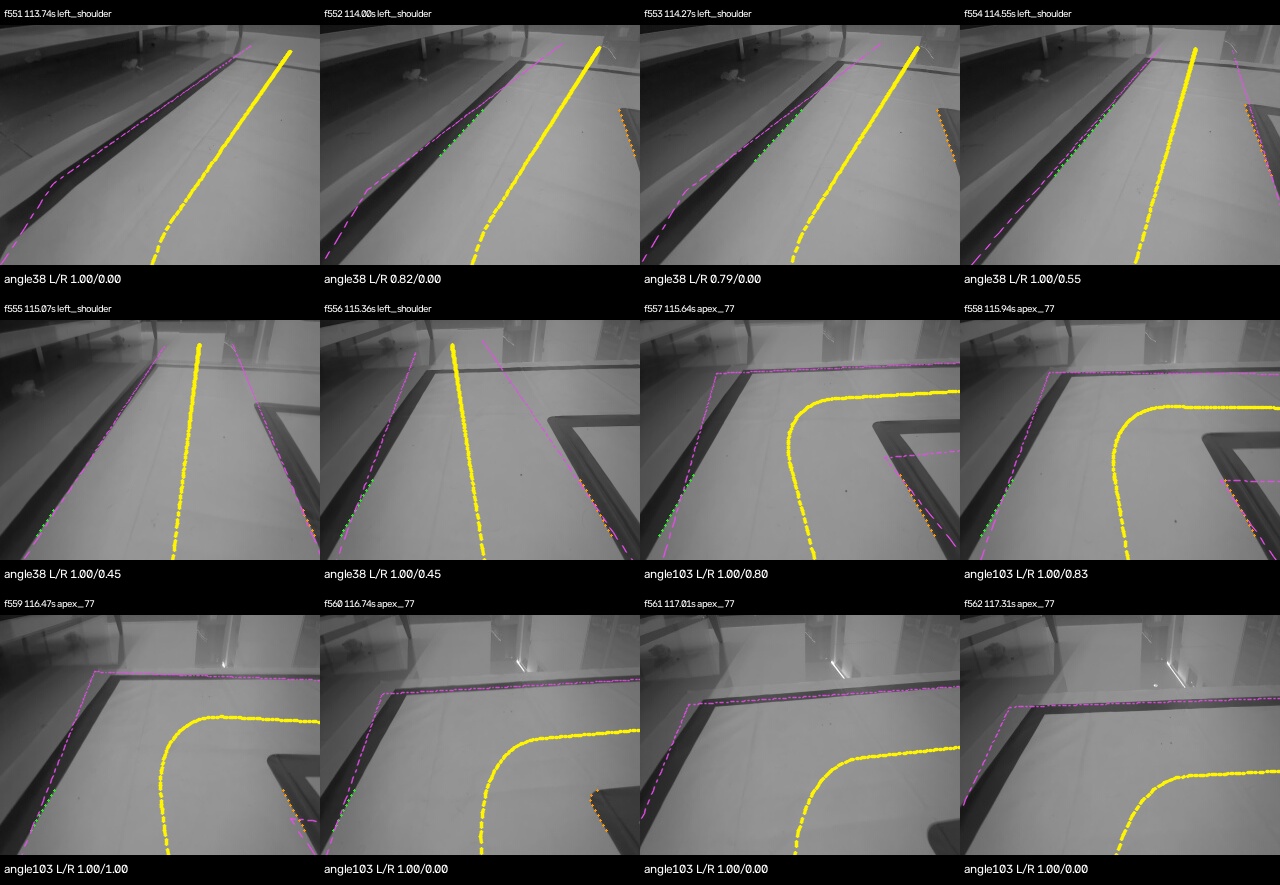 f551 113.74s left_shoulder
f552 114.00s left_shoulder
f553 114.27s left_shoulder
f554 114.55s left_shoulder
angle38 L/R 1.00/0.00
angle38 L/R 0.82/0.00
angle38 L/R 0.79/0.00
angle38 L/R 1.00/0.55
f555 115.07s left_shoulder
f556 115.36s left_shoulder
f557 115.64s apex_77
f558 115.94s apex_77
angle38 L/R 1.00/0.45
angle38 L/R 1.00/0.45
angle103 L/R 1.00/0.80
angle103 L/R 1.00/0.83
f559 116.47s apex_77
f560 116.74s apex_77
f561 117.01s apex_77
f562 117.31s apex_77
angle103 L/R 1.00/1.00
angle103 L/R 1.00/0.00
angle103 L/R 1.00/0.00
angle103 L/R 1.00/0.00